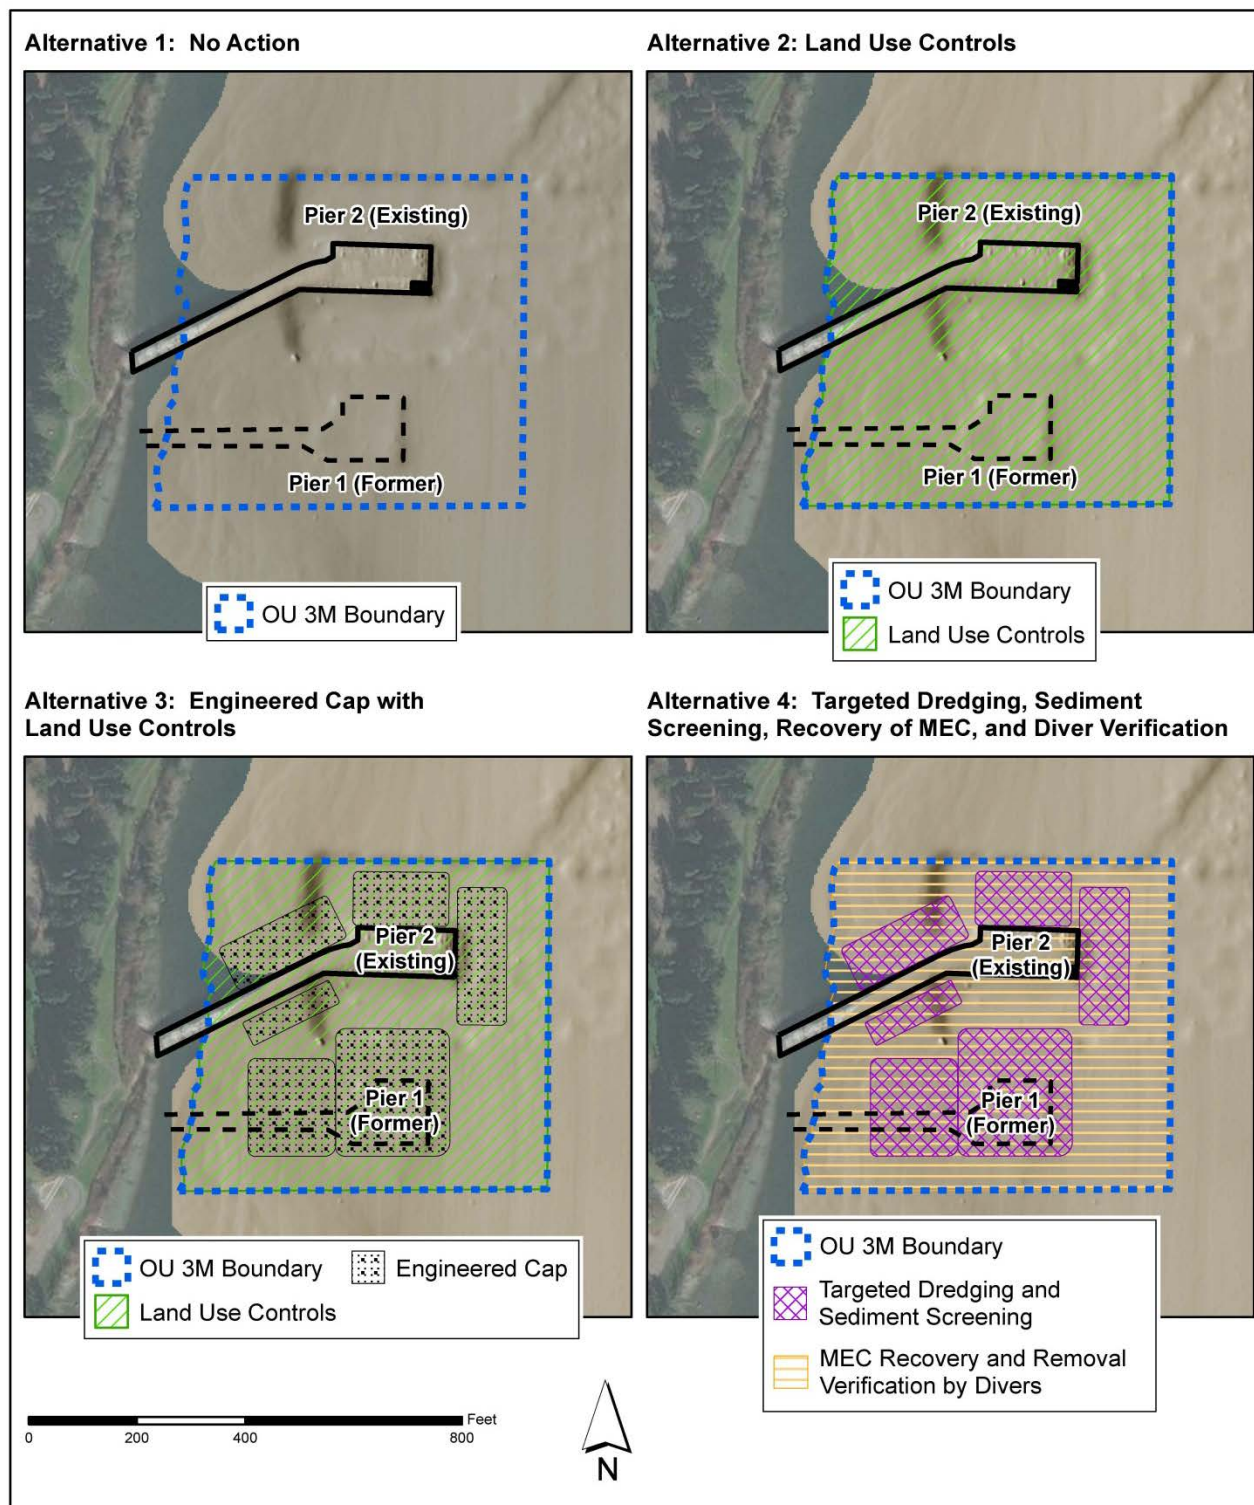 Alternative 1: No Action
Pier 2 (Existing)
Pier 1 (Former)
OU 3M Boundary
Alternative 2: Land Use Controls
Pier 2 (Existing)
Pier 1 (Former)
OU 3M Boundary
Land Use Controls
Alternative 3: Engineered Cap with
Land Use Controls
Pier 2
(Existing)
Pier 1
(Former)
OU 3M Boundary
Engineered Cap
Land Use Controls
Alternative 4: Targeted Dredging, Sediment
Screening, Recovery of MEC, and Diver Verification
Pier 2
(Existing)
Pier 1
(Former)
OU 3M Boundary
Targeted Dredging and
Sediment Screening
MEC Recovery and Removal
Verification by Divers
Feet
0 200 400 800
N